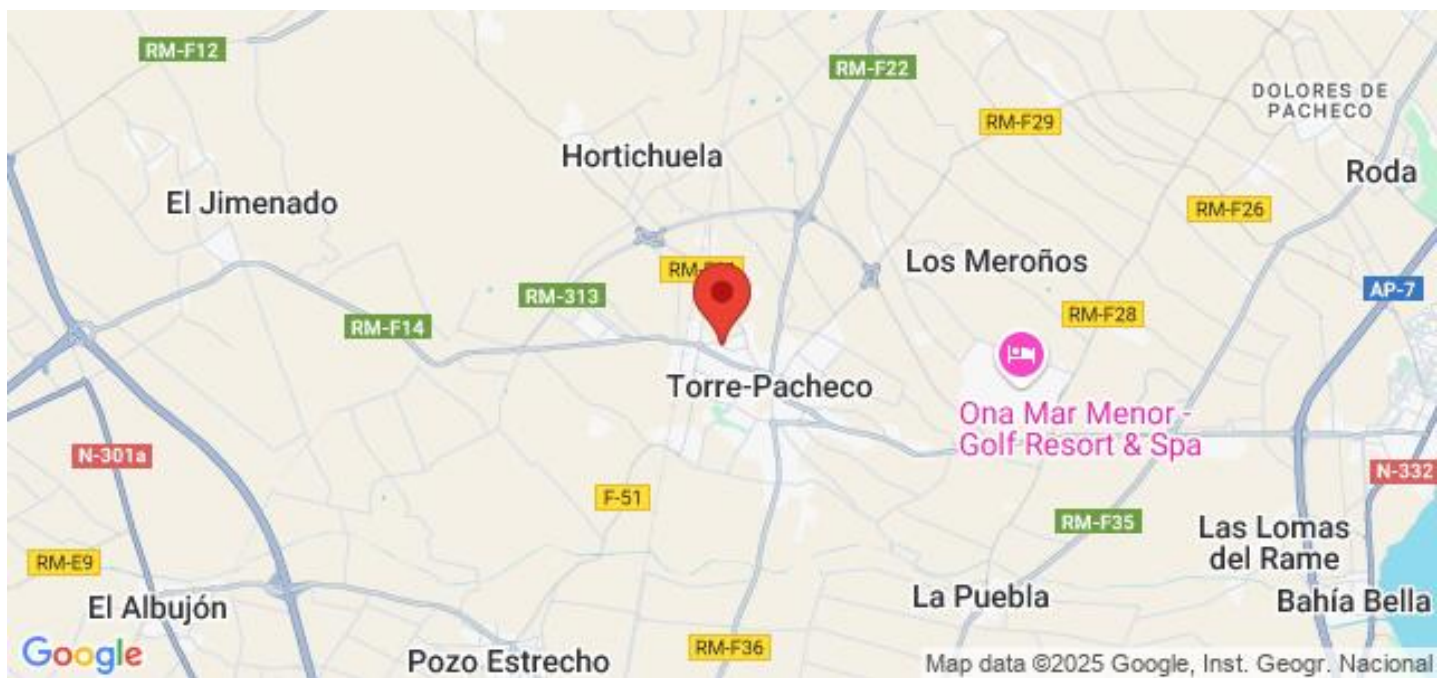 RM-F12
RM-F22
DOLORES DE
PACHECO
RM-F29
Hortichuela
Roda
El Jimenado
RM-F26
Los Meroños
RM-313
AP-7
RM-F14
RM-F28
Torre-Pacheco
Ona Mar Menor -
Golf Resort & Spa
N-301a
N-332
F-51
RM-F35
Las Lomas
del Rame
RM-E9
El Albujón
La Puebla
Bahía Bella
Google
Pozo Estrecho
RM-F36
Map data ©2025 Google, Inst. Geogr. Nacional